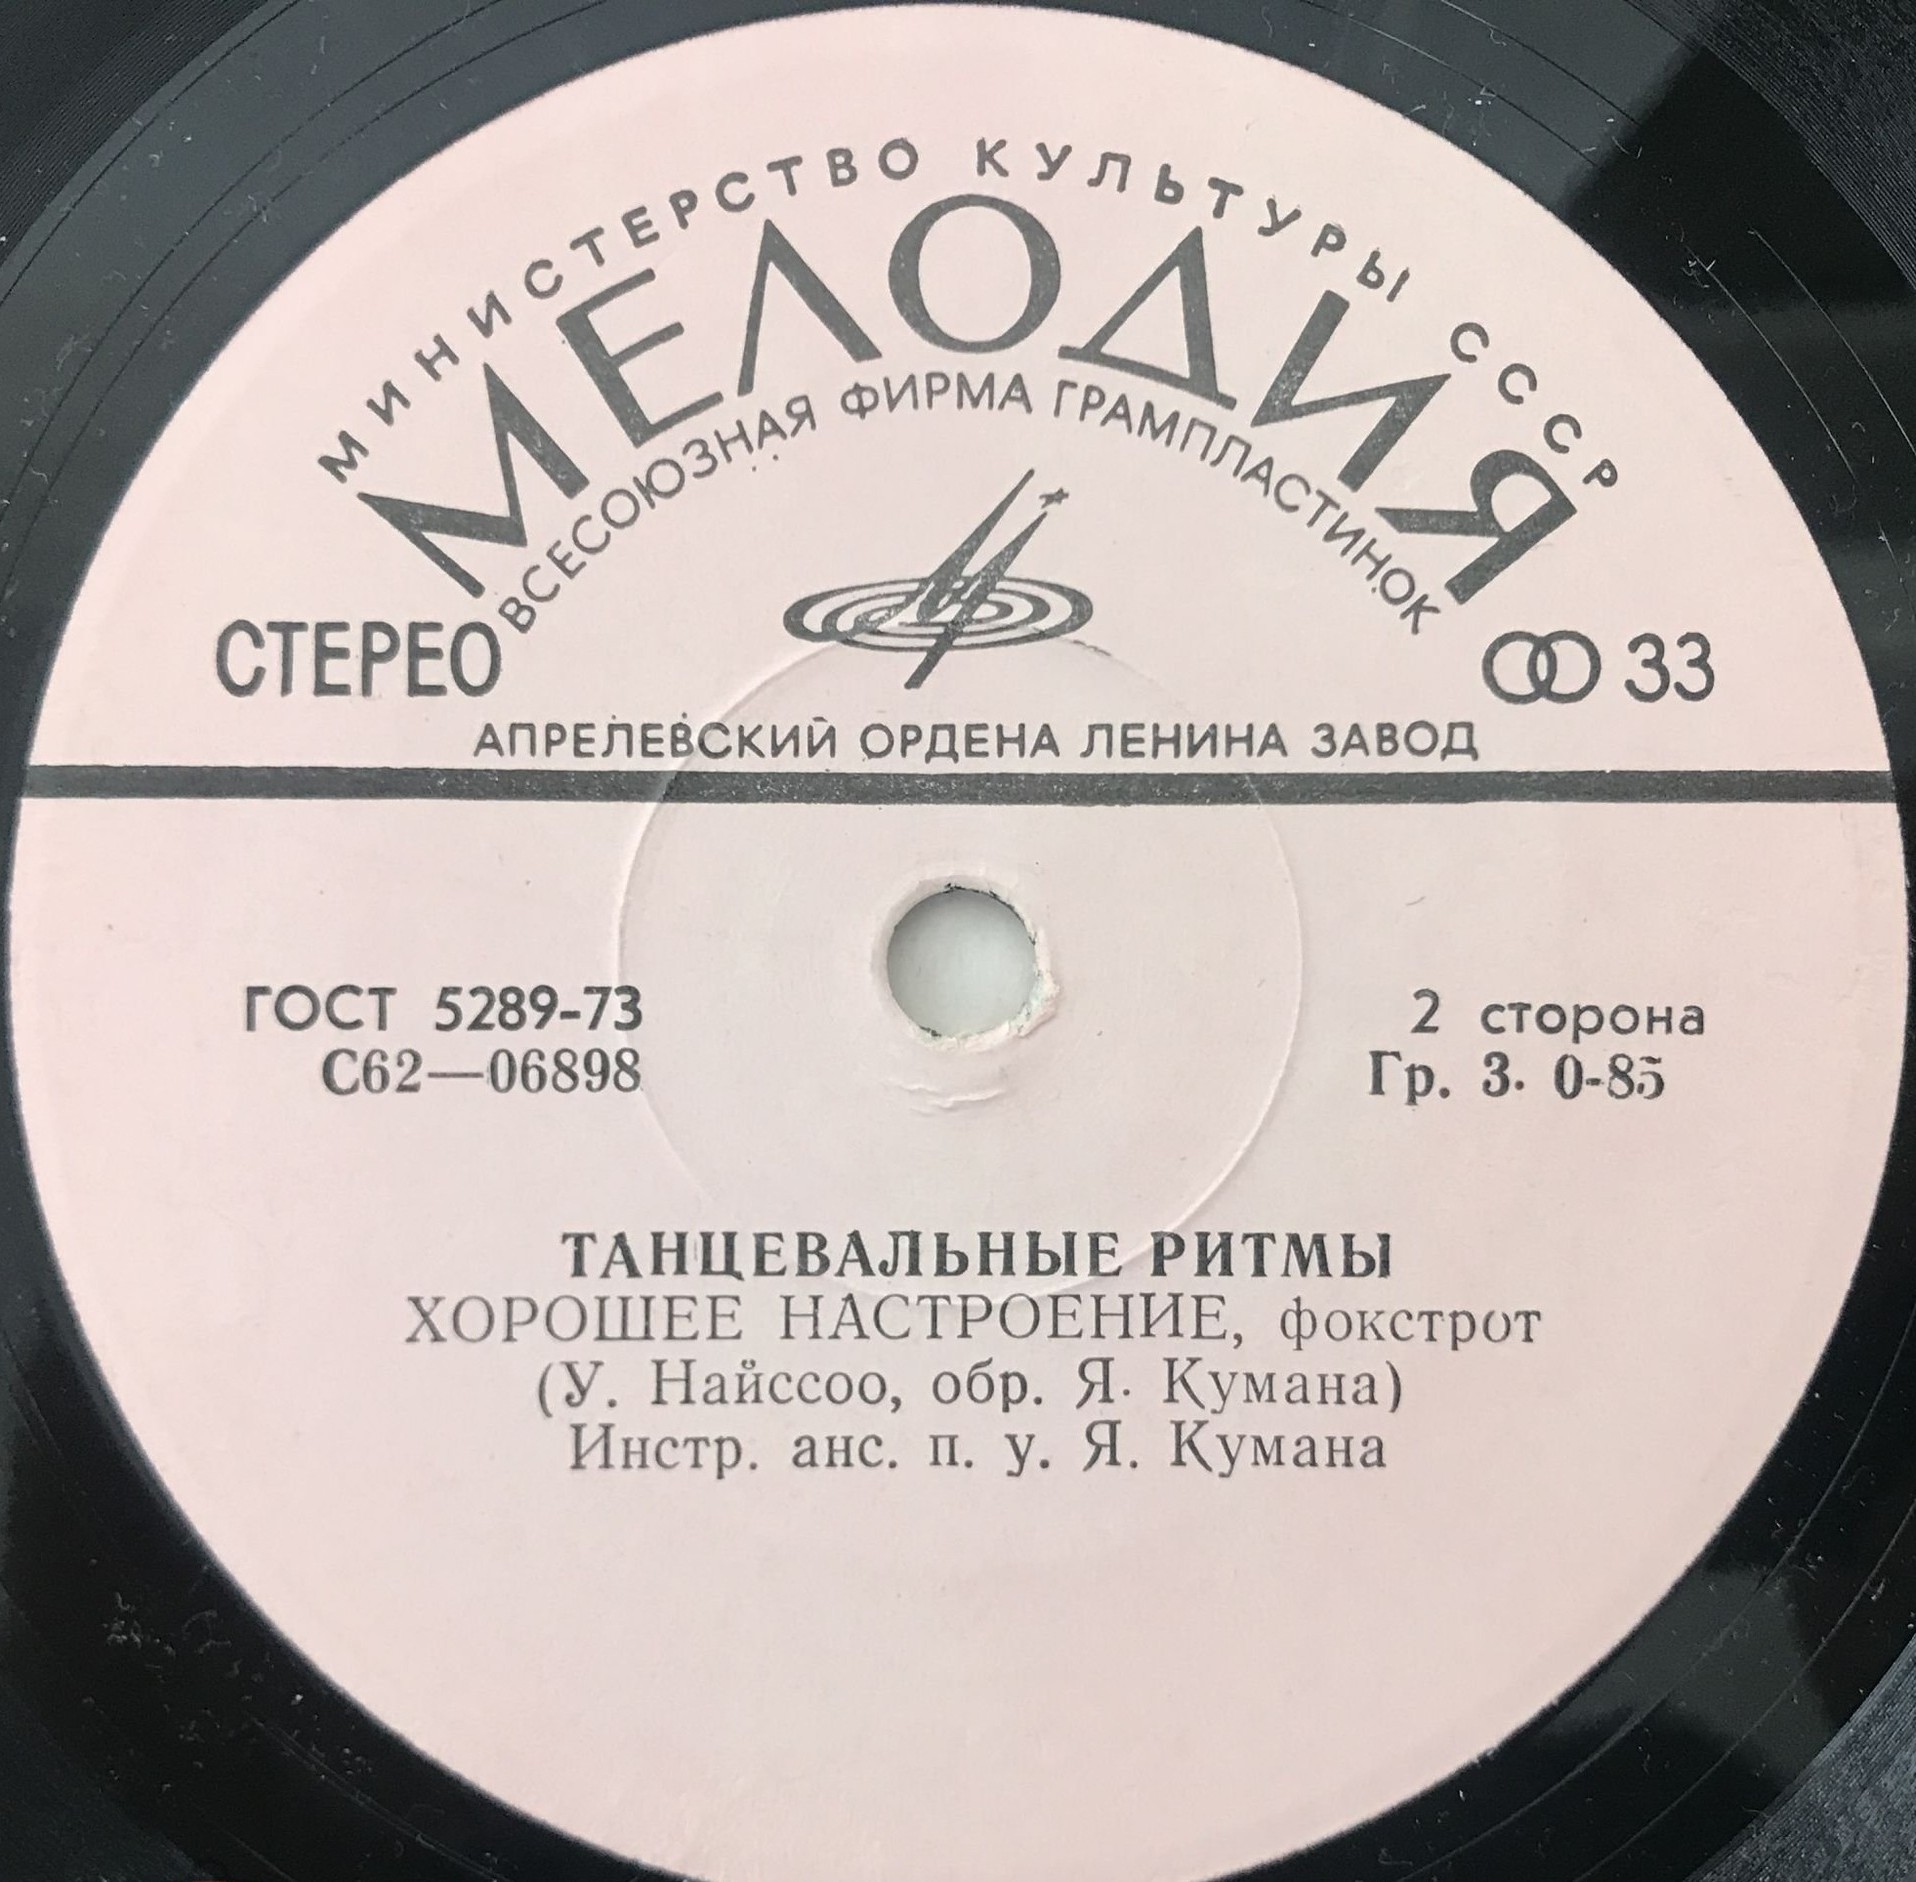 МИНИСТЕРСТВО КУЛЬТУРЫ СССР
МЕЛОДИЯ
ВСЕСОЮЗНАЯ ФИРМА ГРАМПЛАСТИНОК
СТЕРЕО
33
АПРЕЛЕВСКИЙ ОРДЕНА ЛЕНИНА ЗАВОД
ГОСТ 5289-73
С62—06898
2 сторона
Гр. 3. 0-85
ТАНЦЕВАЛЬНЫЕ РИТМЫ
ХОРОШЕЕ НАСТРОЕНИЕ, фокстрот
(У. Найссоо, обр. Я. Кумана)
Инстр. анс. п. у. Я. Кумана